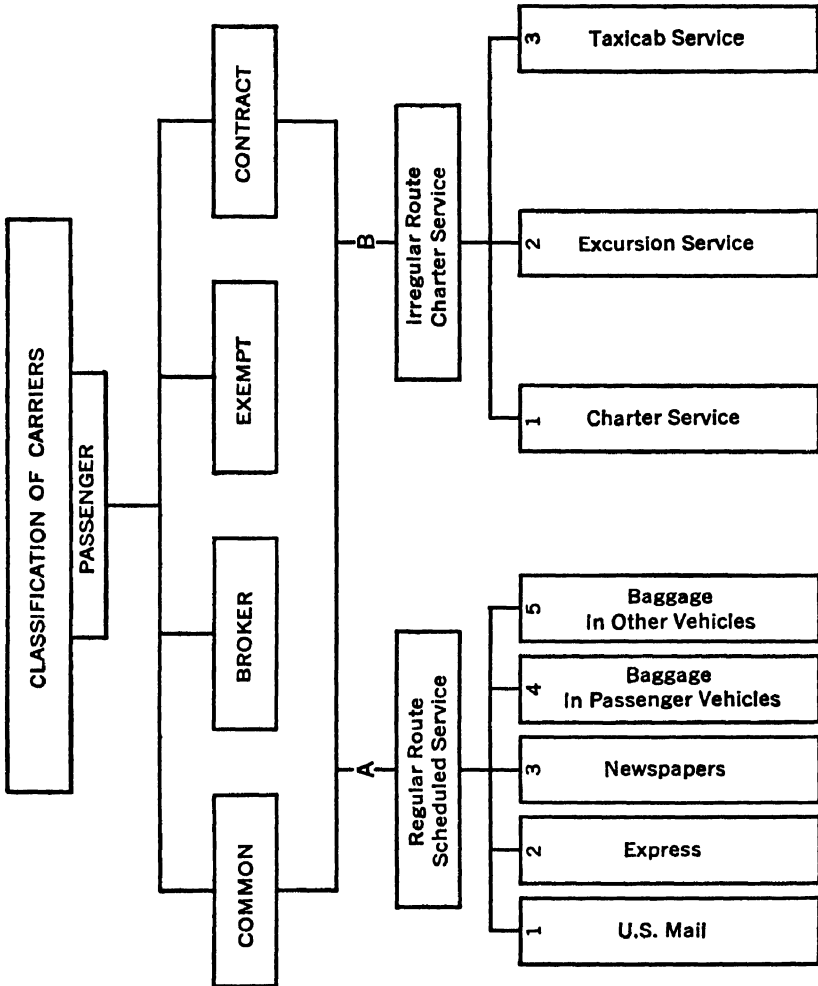 CLASSIFICATION OF CARRIERS
PASSENGER
COMMON
BROKER
EXEMPT
CONTRACT
A
B
Regular Route
Scheduled Service
Irregular Route
Charter Service
1
U.S. Mail
2
Express
3
Newspapers
4
Baggage
in Passenger Vehicles
5
Baggage
in Other Vehicles
1
Charter Service
2
Excursion Service
3
Taxicab Service